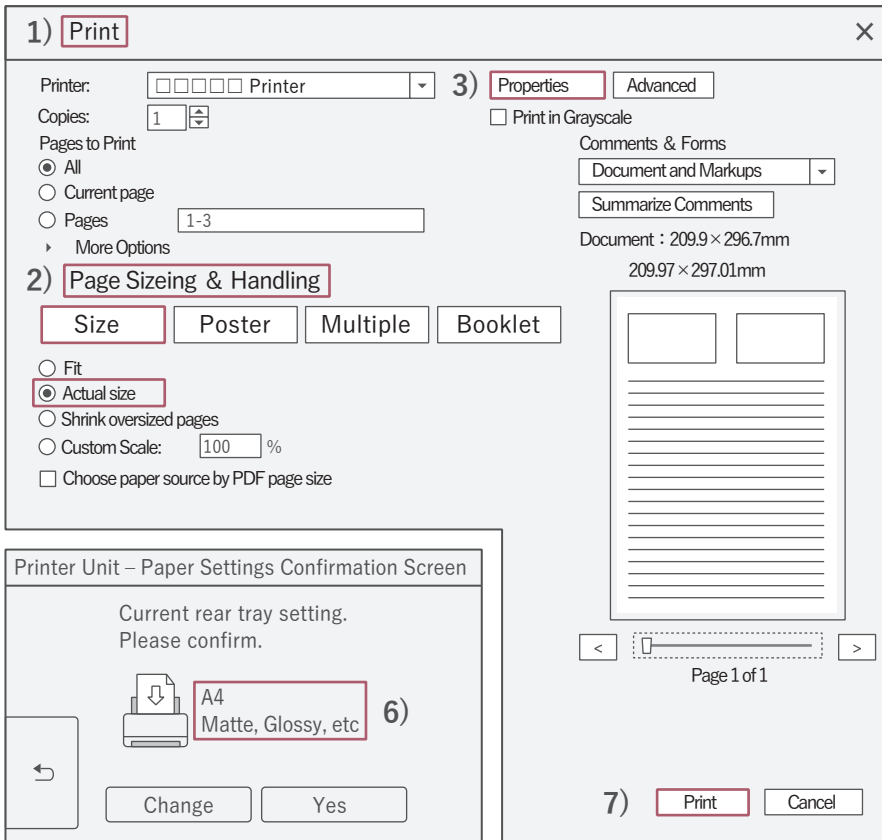 1) Print
Printer: □□□□□ Printer
3) Properties Advanced
Copies: 1
Print in Grayscale
Pages to Print
All
Current page
Pages 1-3
More Options
Comments & Forms
Document and Markups
Summarize Comments
Document：209.9×296.7mm
209.97×297.01mm
2) Page Sizeing & Handling
Size Poster Multiple Booklet
Fit
Actual size
Shrink oversized pages
Custom Scale: 100 %
Choose paper source by PDF page size
< >
Page 1 of 1
Printer Unit – Paper Settings Confirmation Screen
Current rear tray setting.
Please confirm.
A4
Matte, Glossy, etc 6)
Change Yes
7) Print Cancel